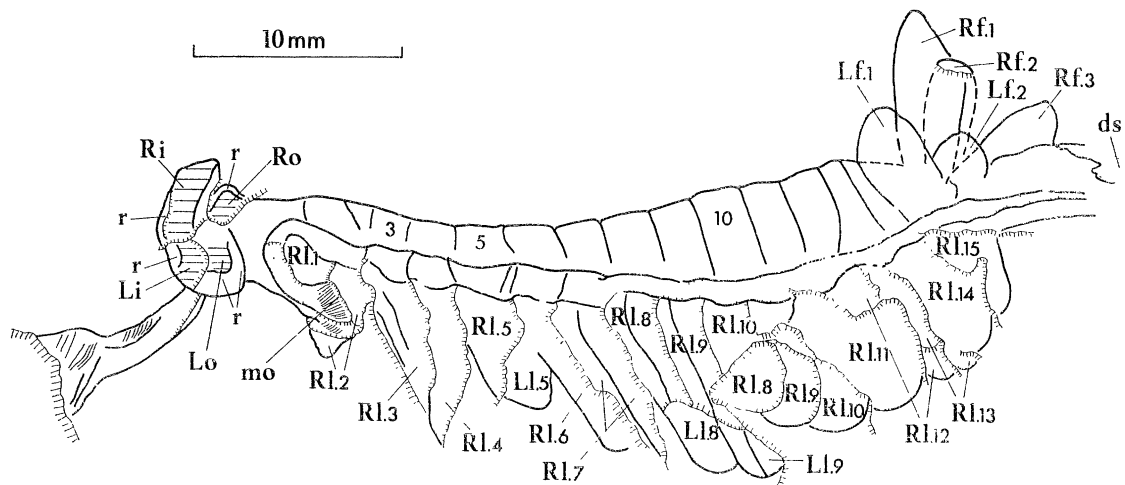 10 mm
Rf.1
Rf.2
Lf.1
Lf.2
Rf.3
ds
Ri
r
Ro
r
r
Li
r
Lo
mo
3
5
10
Rl.1
Rl.2
Rl.3
Rl.4
Rl.5
Ll.5
Rl.6
Rl.7
Rl.8
Rl.9
Rl.10
Rl.8
Rl.9
Rl.10
Ll.8
Ll.9
Rl.11
Rl.12
Rl.13
Rl.14
Rl.15